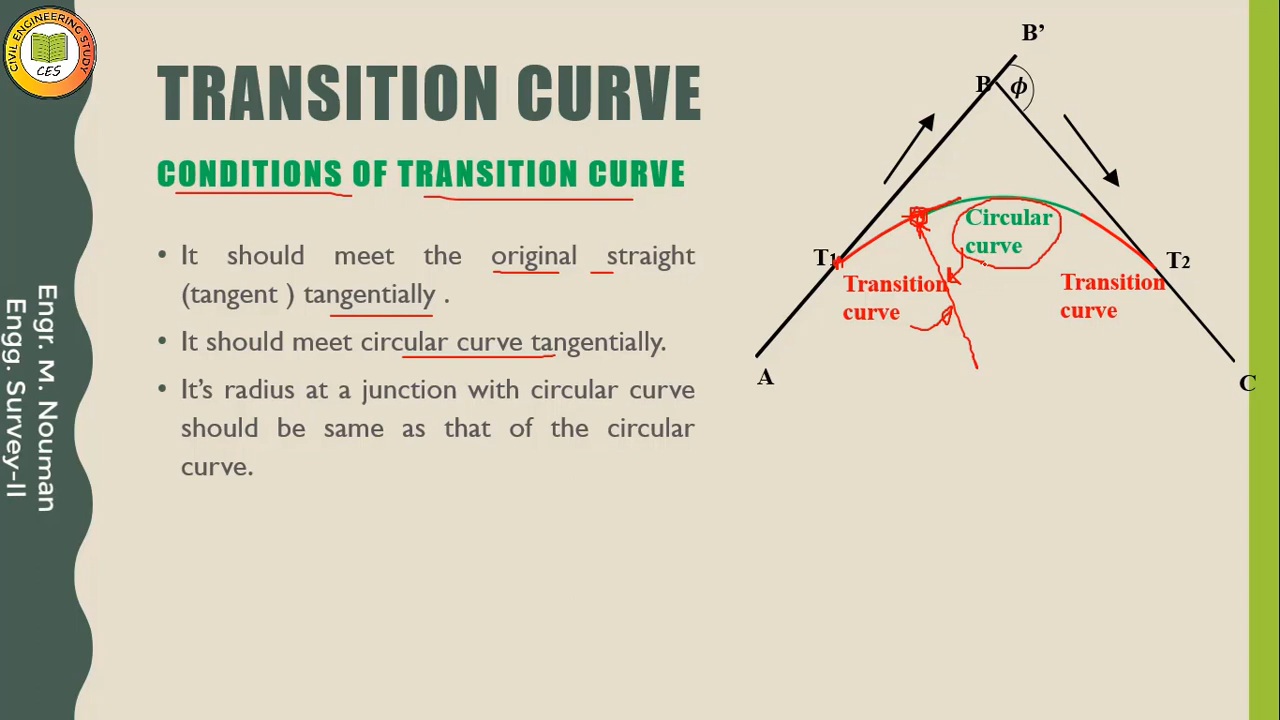 CIVIL ENGINEERING STUDY
CES
Engr. M. Nouman
Engg. Survey-II
TRANSITION CURVE
CONDITIONS OF TRANSITION CURVE
• It should meet the original straight
(tangent ) tangentially .
• It should meet circular curve tangentially.
• It’s radius at a junction with circular curve
should be same as that of the circular
curve.
B’
B
ϕ
Circular
curve
T1
T2
Transition
curve
Transition
curve
A
C